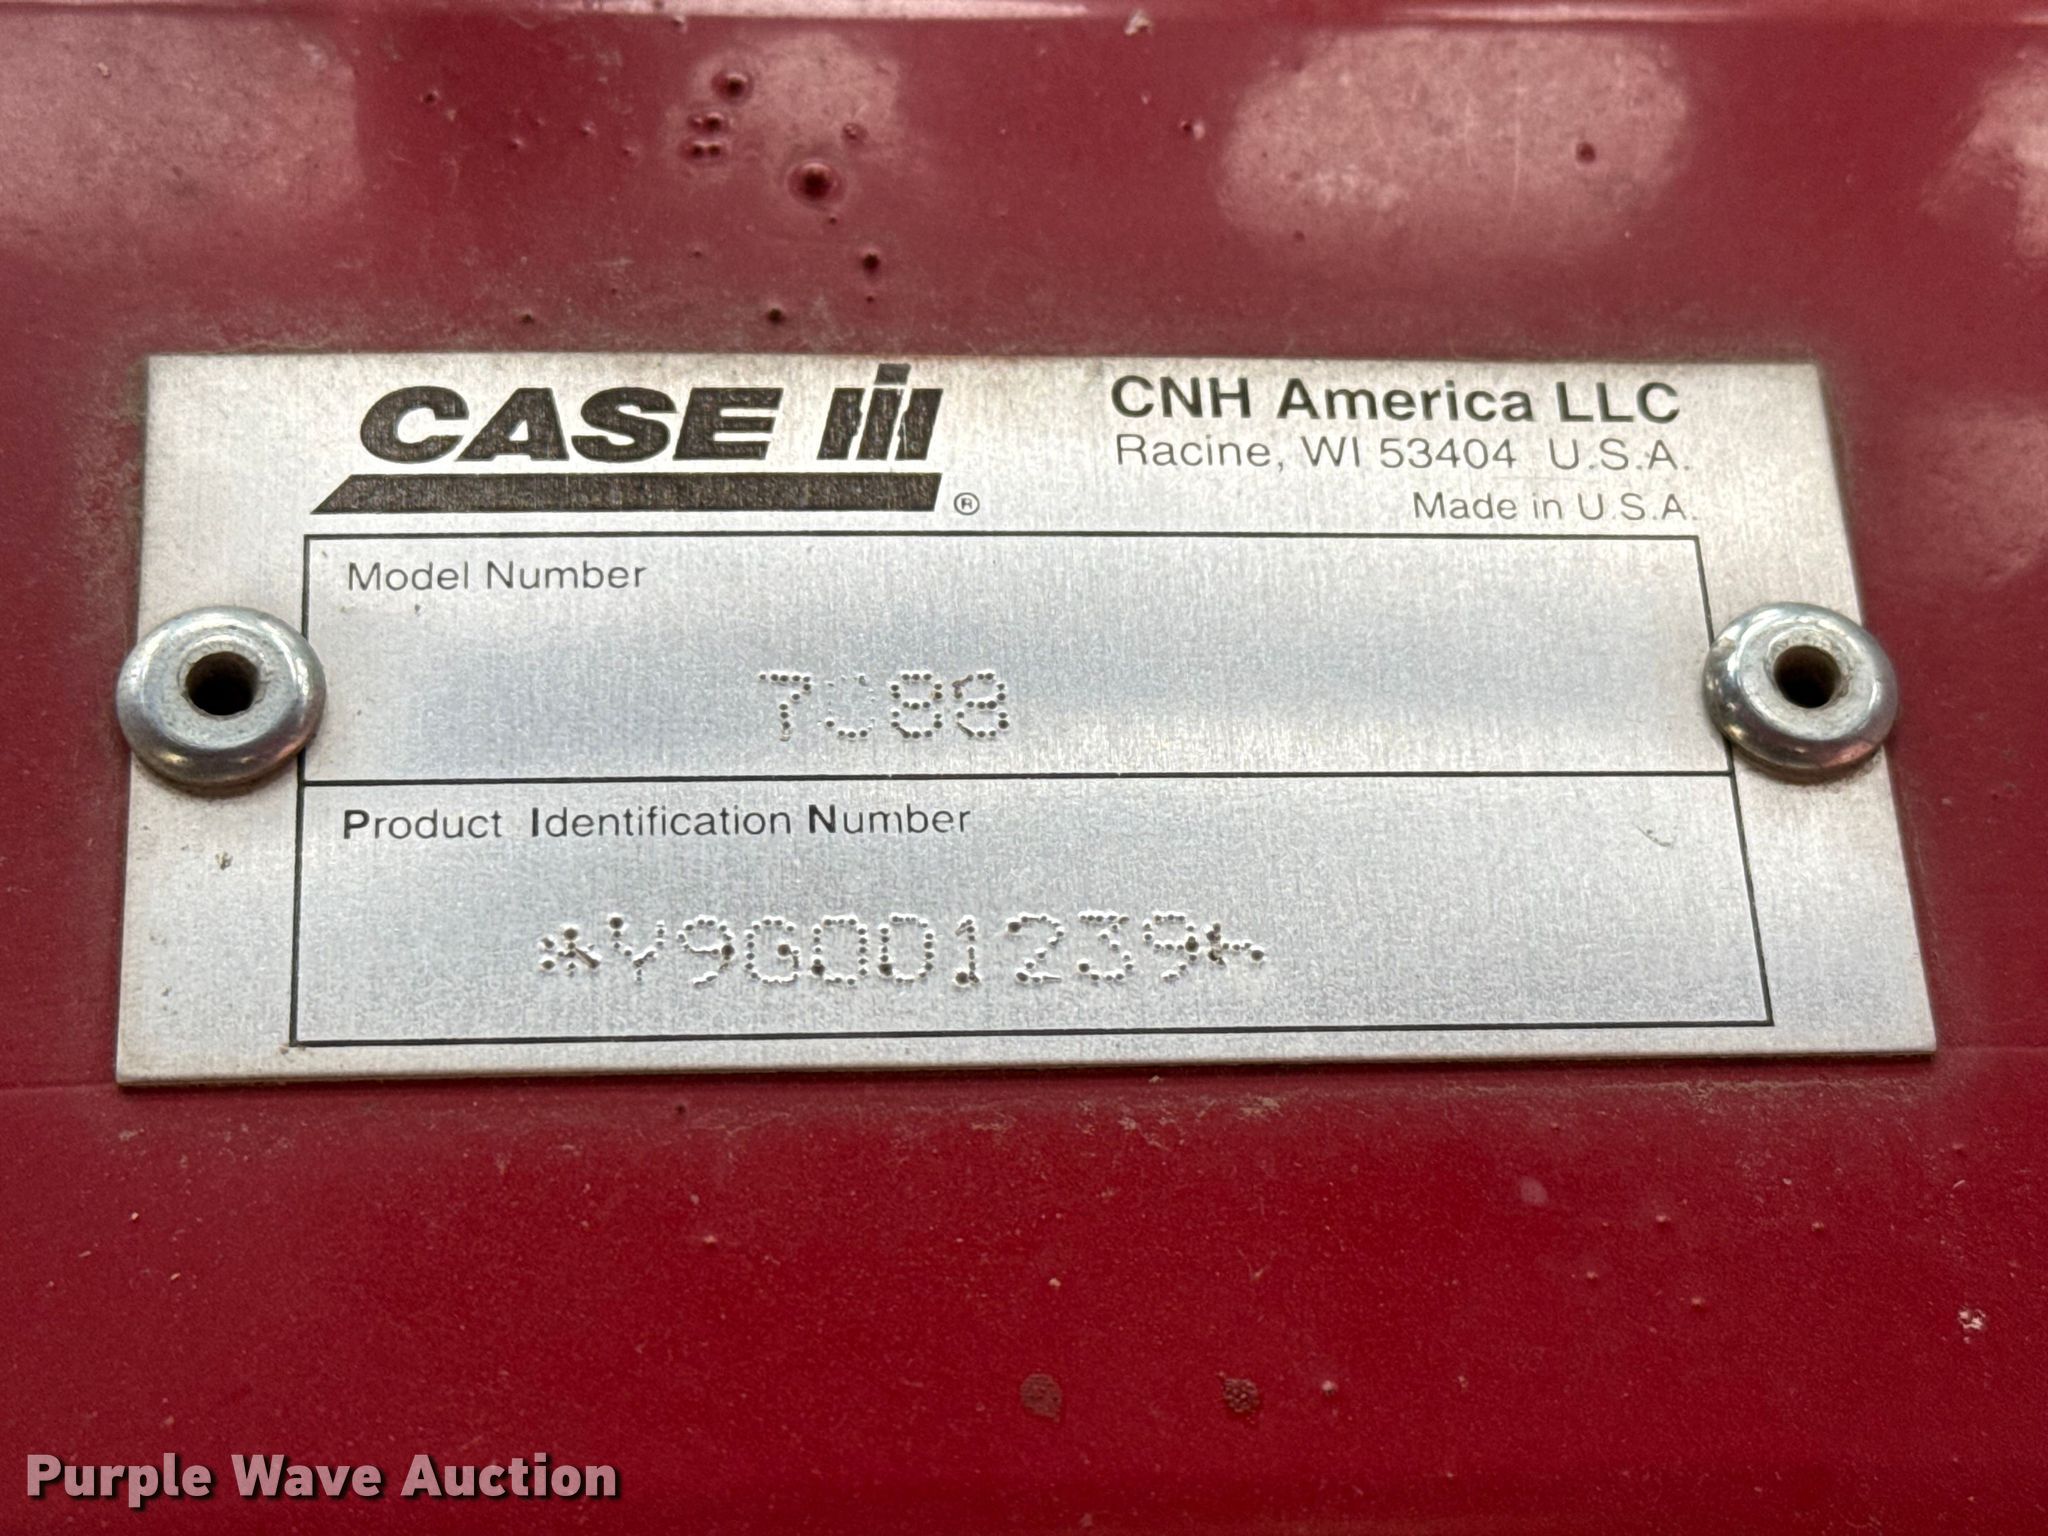 CASE IH ®
CNH America LLC
Racine, WI 53404 U.S.A.
Made in U.S.A.
Model Number
7088
Product Identification Number
*Y9G001239*
Purple Wave Auction